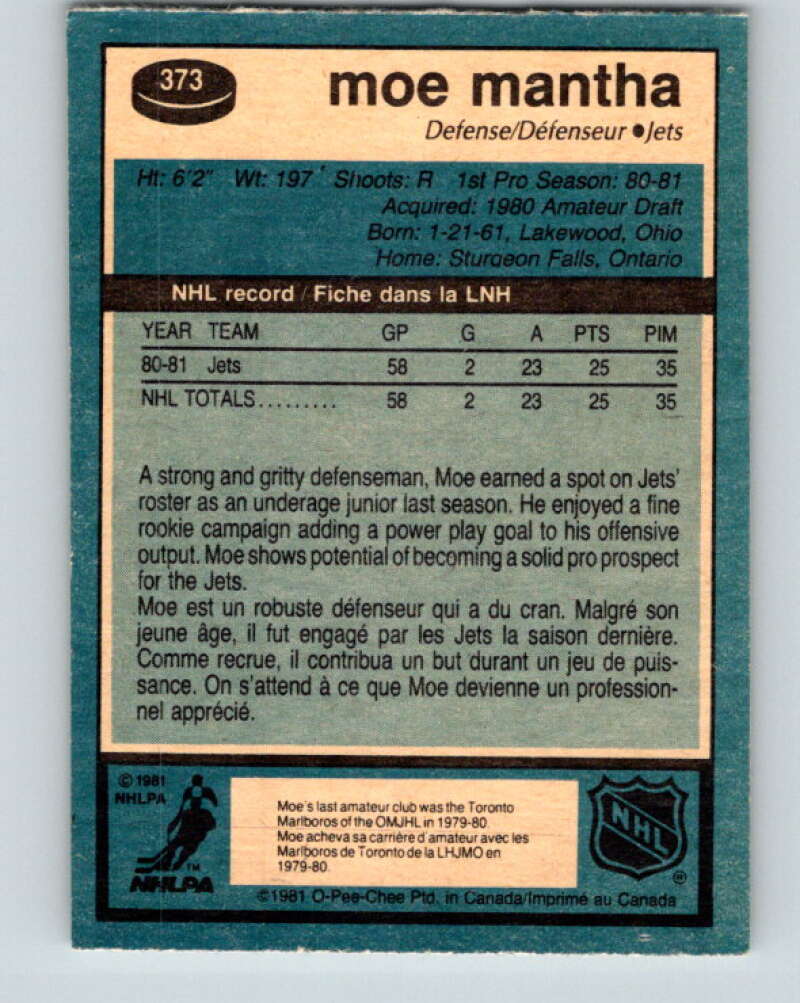 373
moe mantha
Defense/Défenseur ●Jets
Ht: 6'2" Wt: 197 Shoots: R 1st Pro Season: 80-81
Acquired: 1980 Amateur Draft
Born: 1-21-61, Lakewood, Ohio
Home: Sturgeon Falls, Ontario
NHL record / Fiche dans la LNH
YEAR TEAM GP G A PTS PIM
80-81 Jets 58 2 23 25 35
NHL TOTALS......... 58 2 23 25 35
A strong and gritty defenseman, Moe earned a spot on Jets'
roster as an underage junior last season. He enjoyed a fine
rookie campaign adding a power play goal to his offensive
output. Moe shows potential of becoming a solid pro prospect
for the Jets.
Moe est un robuste défenseur qui a du cran. Malgré son
jeune âge, il fut engagé par les Jets la saison dernière.
Comme recrue, il contribua un but durant un jeu de puis-
sance. On s'attend à ce que Moe devienne un profession-
nel apprécié.
© 1981
NHLPA
TM
NHLPA
Moe's last amateur club was the Toronto
Marlboros of the OMJHL in 1979-80.
Moe acheva sa carrière d'amateur avec les
Marlboros de Toronto de la LHJMO en
1979-80.
NHL
®
©1981 O-Pee-Chee Ptd. in Canada/Imprimé au Canada